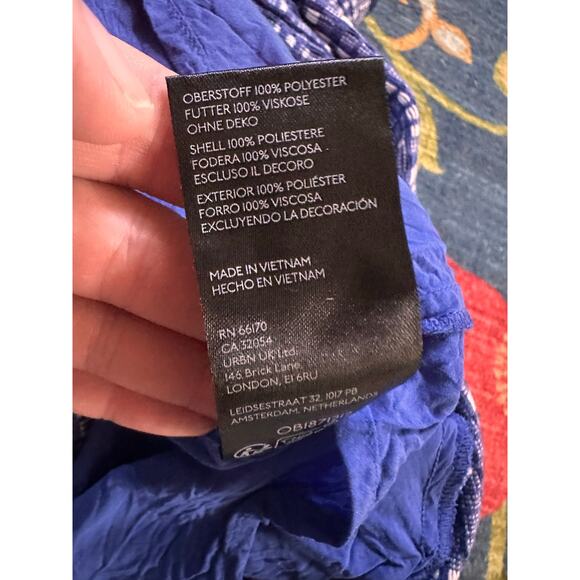 OBERSTOFF 100% POLYESTER
FUTTER 100% VISKOSE
OHNE DEKO
SHELL 100% POLIESTERE
FODERA 100% VISCOSA
ESCLUSO IL DECORO
EXTERIOR 100% POLIÉSTER
FORRO 100% VISCOSA
EXCLUYENDO LA DECORACIÓN
MADE IN VIETNAM
HECHO EN VIETNAM
RN 66170
CA 32054
URBN UK Ltd.
146 Brick Lane,
LONDON, E1 6RU
LEIDSESTRAAT 32, 1017 PB
AMSTERDAM, NETHERLANDS